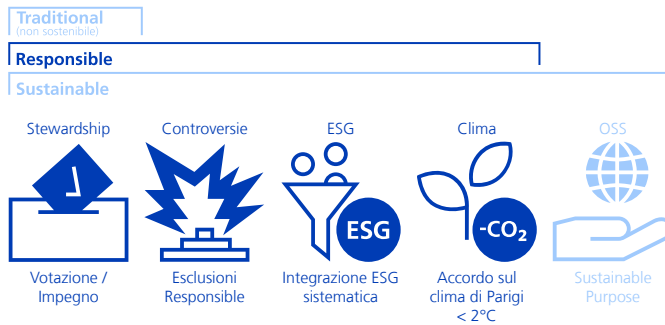 Traditional
(non sostenibile)
Responsible
Sustainable
Stewardship
Controversie
ESG
Clima
OSS
ESG
-CO₂
Votazione /
Impegno
Esclusioni
Responsible
Integrazione ESG
sistematica
Accordo sul
clima di Parigi
< 2°C
Sustainable
Purpose